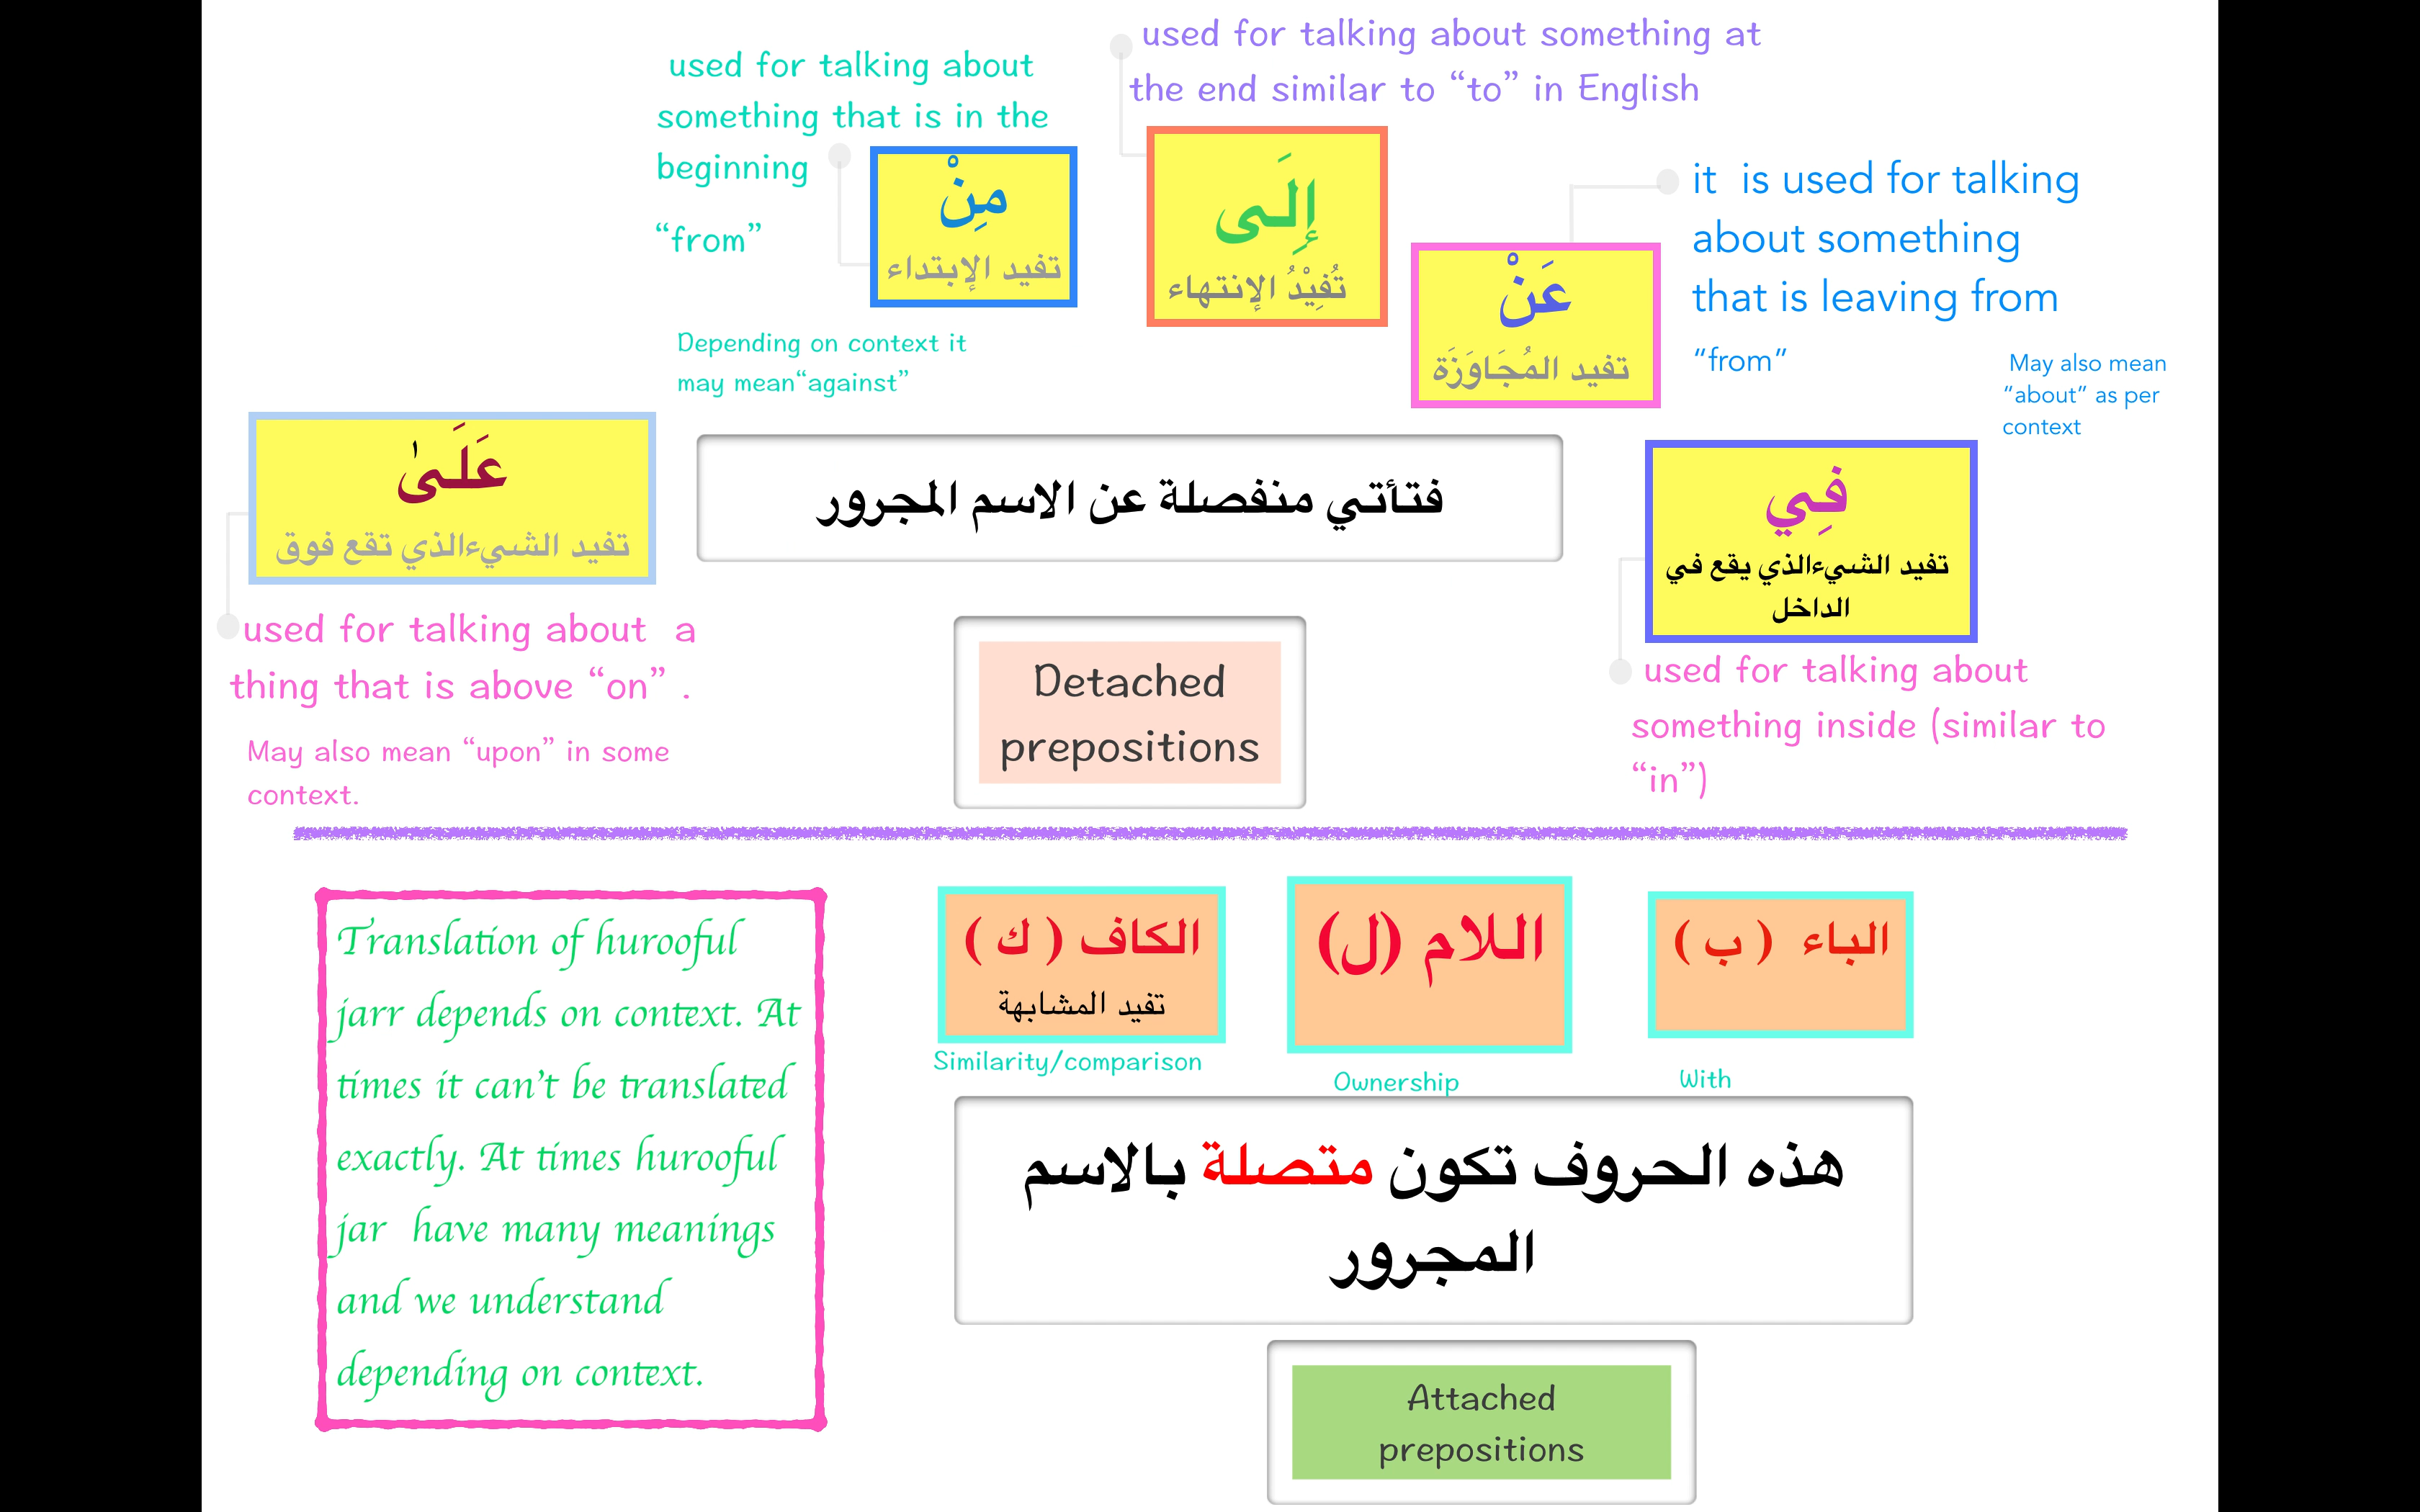 used for talking about
something that is in the
beginning
“from”
مِنْ
تفيد الإبتداء
Depending on context it
may mean“against”
used for talking about something at
the end similar to “to” in English
إِلَى
تُفِيْدُ الإنتهاء
it is used for talking
about something
that is leaving from
“from”
May also mean
“about” as per
context
عَنْ
تفيد المُجَاوَزَة
عَلَىٰ
تفيد الشيءالذي تقع فوق
used for talking about a
thing that is above “on” .
May also mean “upon” in some
context.
فتأتي منفصلة عن الاسم المجرور
فِي
تفيد الشيءالذي يقع في
الداخل
used for talking about
something inside (similar to
“in”)
Detached
prepositions
Translation of hurooful
jarr depends on context. At
times it can't be translated
exactly. At times hurooful
jar have many meanings
and we understand
depending on context.
الباء ( ب )
With
اللام (ل)
Ownership
الكاف ( ك )
تفيد المشابهة
Similarity/comparison
هذه الحروف تكون متصلة بالاسم
المجرور
Attached
prepositions